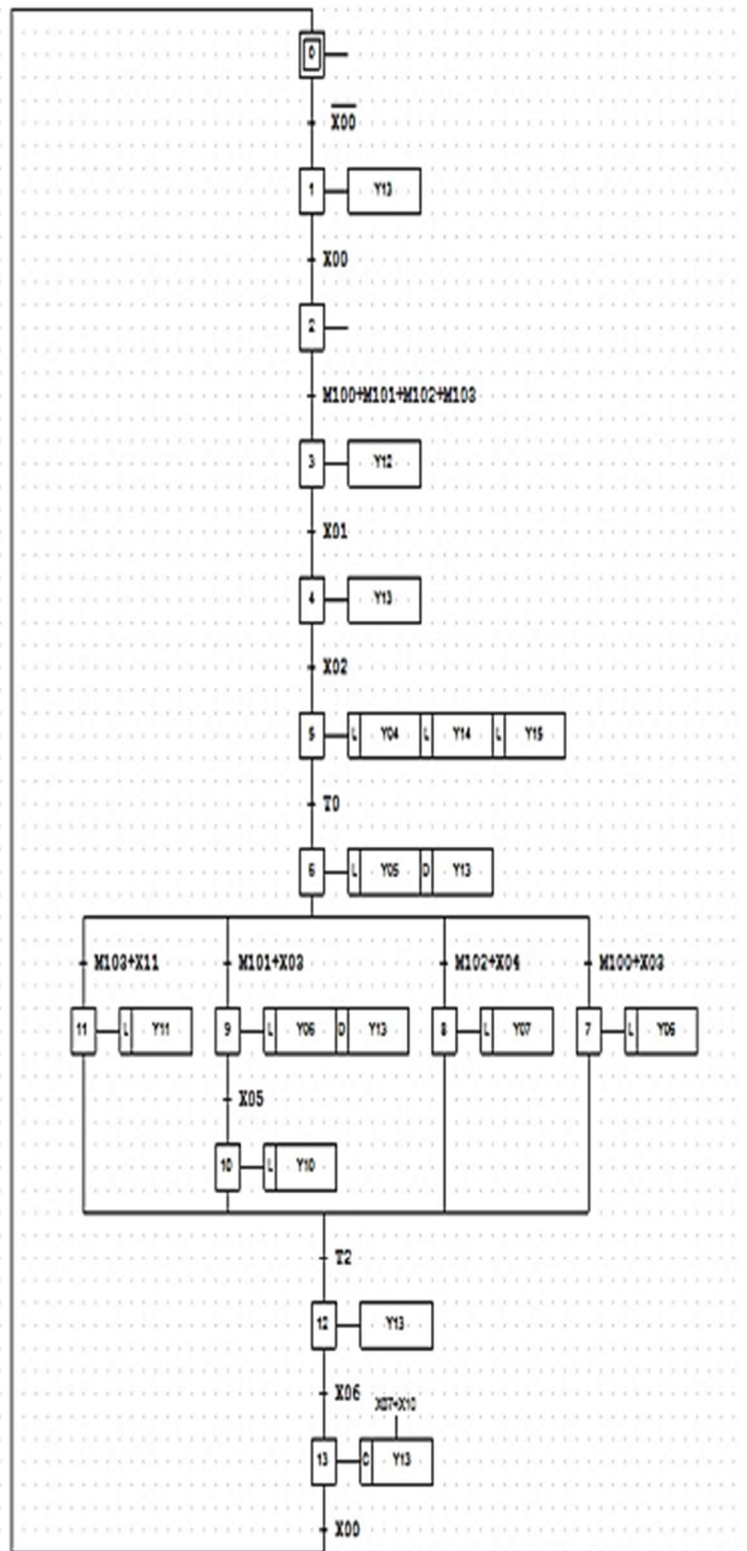 0
X00
1 Y13
X00
2
M100+M101+M102+M103
3 Y12
X01
4 Y13
X02
5 L Y04 L Y14 L Y15
T0
6 L Y05 D Y13
M103+X11 M101+X03 M102+X04 M100+X03
11 L Y11 9 L Y06 D Y13 8 L Y07 7 L Y06
X05
10 L Y10
T2
12 Y13
X06
X07+X10
13 C Y13
X00